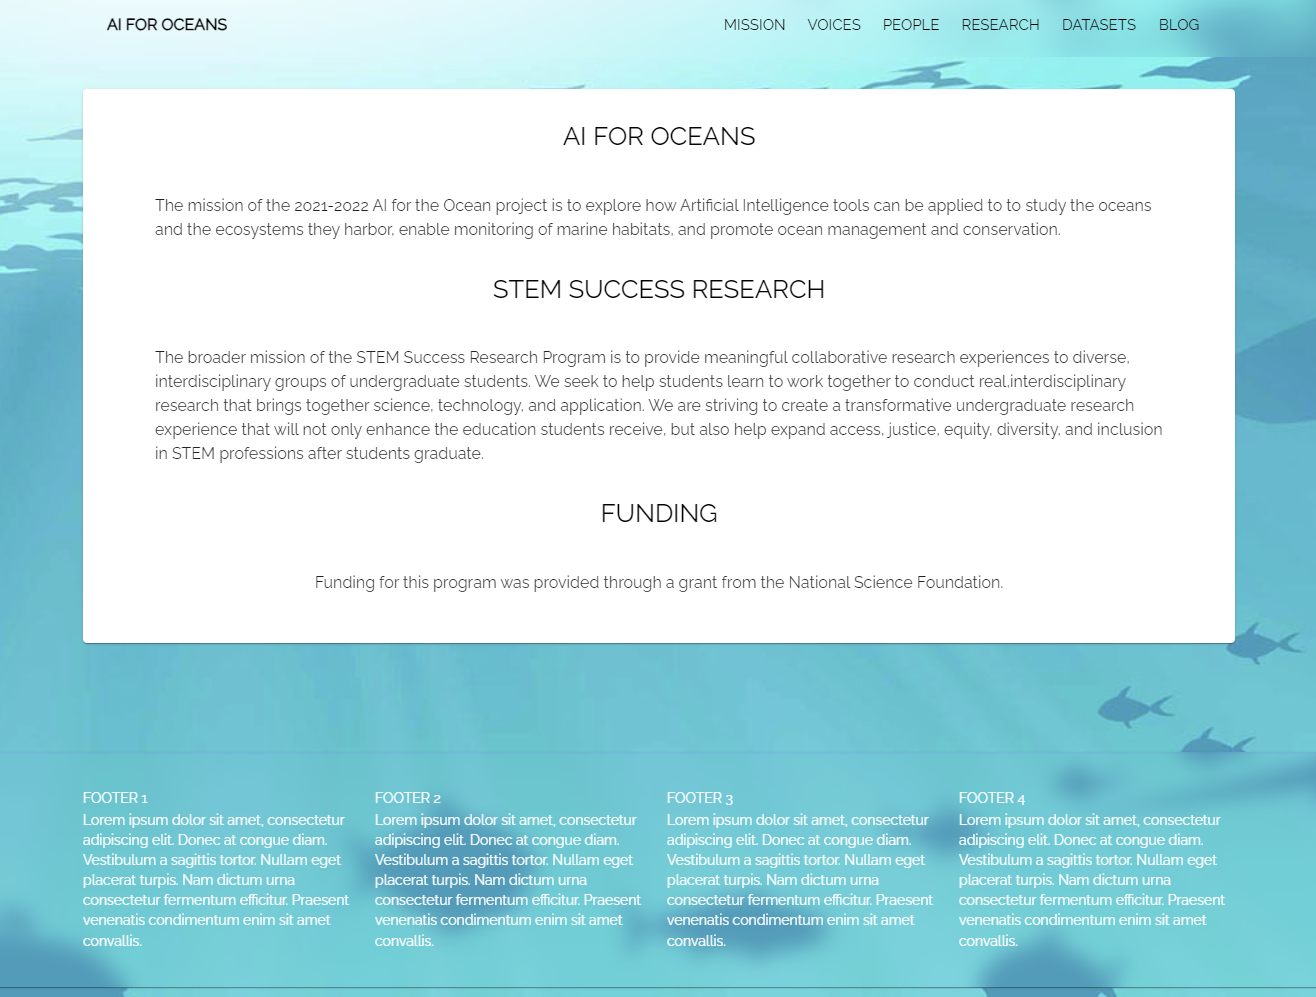 AI FOR OCEANS
MISSION VOICES PEOPLE RESEARCH DATASETS BLOG
AI FOR OCEANS
The mission of the 2021-2022 AI for the Ocean project is to explore how Artificial Intelligence tools can be applied to to study the oceans
and the ecosystems they harbor, enable monitoring of marine habitats, and promote ocean management and conservation.
STEM SUCCESS RESEARCH
The broader mission of the STEM Success Research Program is to provide meaningful collaborative research experiences to diverse,
interdisciplinary groups of undergraduate students. We seek to help students learn to work together to conduct real,interdisciplinary
research that brings together science, technology, and application. We are striving to create a transformative undergraduate research
experience that will not only enhance the education students receive, but also help expand access, justice, equity, diversity, and inclusion
in STEM professions after students graduate.
FUNDING
Funding for this program was provided through a grant from the National Science Foundation.
FOOTER 1
Lorem ipsum dolor sit amet, consectetur
adipiscing elit. Donec at congue diam.
Vestibulum a sagittis tortor. Nullam eget
placerat turpis. Nam dictum urna
consectetur fermentum efficitur. Praesent
venenatis condimentum enim sit amet
convallis.
FOOTER 2
Lorem ipsum dolor sit amet, consectetur
adipiscing elit. Donec at congue diam.
Vestibulum a sagittis tortor. Nullam eget
placerat turpis. Nam dictum urna
consectetur fermentum efficitur. Praesent
venenatis condimentum enim sit amet
convallis.
FOOTER 3
Lorem ipsum dolor sit amet, consectetur
adipiscing elit. Donec at congue diam.
Vestibulum a sagittis tortor. Nullam eget
placerat turpis. Nam dictum urna
consectetur fermentum efficitur. Praesent
venenatis condimentum enim sit amet
convallis.
FOOTER 4
Lorem ipsum dolor sit amet, consectetur
adipiscing elit. Donec at congue diam.
Vestibulum a sagittis tortor. Nullam eget
placerat turpis. Nam dictum urna
consectetur fermentum efficitur. Praesent
venenatis condimentum enim sit amet
convallis.